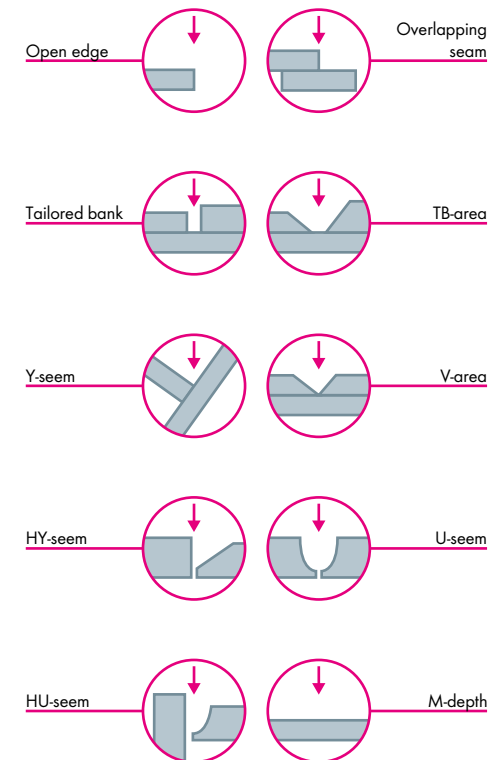 Open edge
Overlapping
seam
Tailored bank
TB-area
Y-seem
V-area
HY-seem
U-seem
HU-seem
M-depth